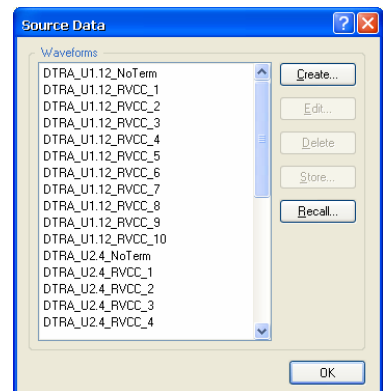 Source Data
Waveforms
DTRA_U1.12_NoTerm
DTRA_U1.12_RVCC_1
DTRA_U1.12_RVCC_2
DTRA_U1.12_RVCC_3
DTRA_U1.12_RVCC_4
DTRA_U1.12_RVCC_5
DTRA_U1.12_RVCC_6
DTRA_U1.12_RVCC_7
DTRA_U1.12_RVCC_8
DTRA_U1.12_RVCC_9
DTRA_U1.12_RVCC_10
DTRA_U2.4_NoTerm
DTRA_U2.4_RVCC_1
DTRA_U2.4_RVCC_2
DTRA_U2.4_RVCC_3
DTRA_U2.4_RVCC_4
Create...
Edit...
Delete
Store...
Recall...
OK